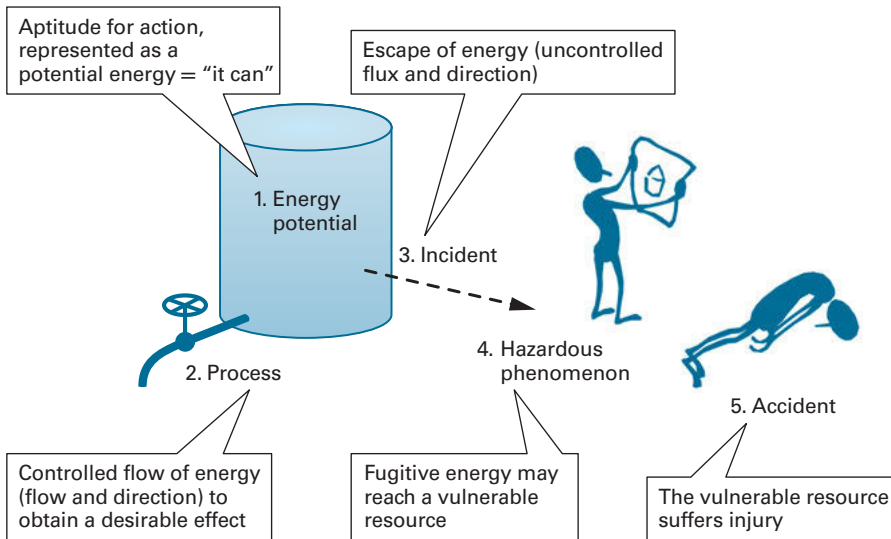 Aptitude for action,
represented as a
potential energy = “it can”
Escape of energy (uncontrolled
flux and direction)
1. Energy
potential
3. Incident
2. Process
4. Hazardous
phenomenon
5. Accident
Controlled flow of energy
(flow and direction) to
obtain a desirable effect
Fugitive energy may
reach a vulnerable
resource
The vulnerable resource
suffers injury